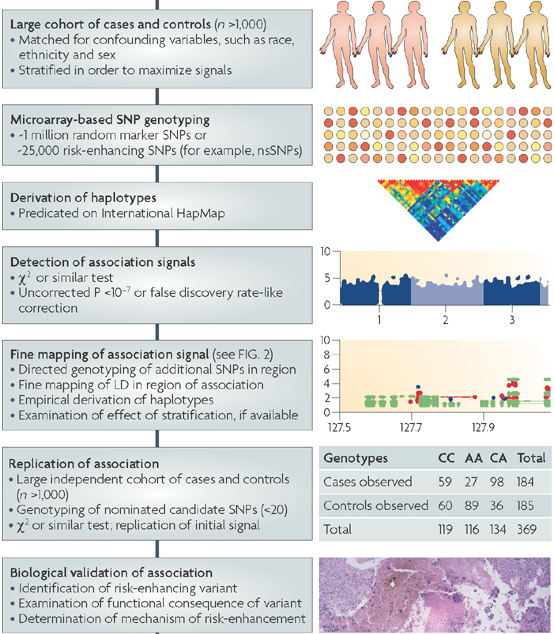 Large cohort of cases and controls (n >1,000)
• Matched for confounding variables, such as race,
ethnicity and sex
• Stratified in order to maximize signals
Microarray-based SNP genotyping
• ~1 million random marker SNPs or
~25,000 risk-enhancing SNPs (for example, nsSNPs)
Derivation of haplotypes
• Predicated on International HapMap
Detection of association signals
• χ² or similar test
• Uncorrected P <10⁻⁷ or false discovery rate-like
correction
10
5
0
1 2 3
Fine mapping of association signal (see FIG. 2)
• Directed genotyping of additional SNPs in region
• Fine mapping of LD in region of association
• Empirical derivation of haplotypes
• Examination of effect of stratification, if available
10
8
6
4
2
0
127.5 127.7 127.9
Replication of association
• Large independent cohort of cases and controls
(n >1,000)
• Genotyping of nominated candidate SNPs (<20)
• χ² or similar test; replication of initial signal
Genotypes CC AA CA Total
Cases observed 59 27 98 184
Controls observed 60 89 36 185
Total 119 116 134 369
Biological validation of association
• Identification of risk-enhancing variant
• Examination of functional consequence of variant
• Determination of mechanism of risk-enhancement